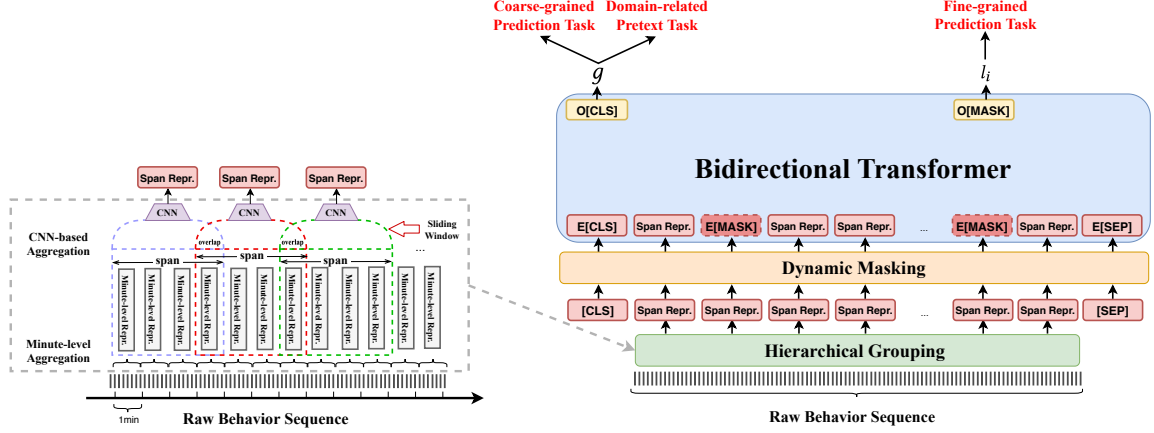 Coarse-grained
Prediction Task
Domain-related
Pretext Task
Fine-grained
Prediction Task
g
l_i
O[CLS]
O[MASK]
Bidirectional Transformer
E[CLS]
Span Repr.
E[MASK]
Span Repr.
Span Repr.
...
E[MASK]
Span Repr.
E[SEP]
Dynamic Masking
[CLS]
Span Repr.
Span Repr.
Span Repr.
Span Repr.
...
Span Repr.
Span Repr.
[SEP]
Hierarchical Grouping
Raw Behavior Sequence
Span Repr.
Span Repr.
Span Repr.
CNN
CNN
CNN
Sliding
Window
CNN-based
Aggregation
overlap
overlap
...
span
span
span
Minute-level Repr.
Minute-level Repr.
Minute-level Repr.
Minute-level Repr.
Minute-level Repr.
Minute-level Repr.
Minute-level Repr.
Minute-level Repr.
Minute-level Repr.
Minute-level Repr.
Minute-level Repr.
Minute-level Repr.
Minute-level
Aggregation
1min
Raw Behavior Sequence